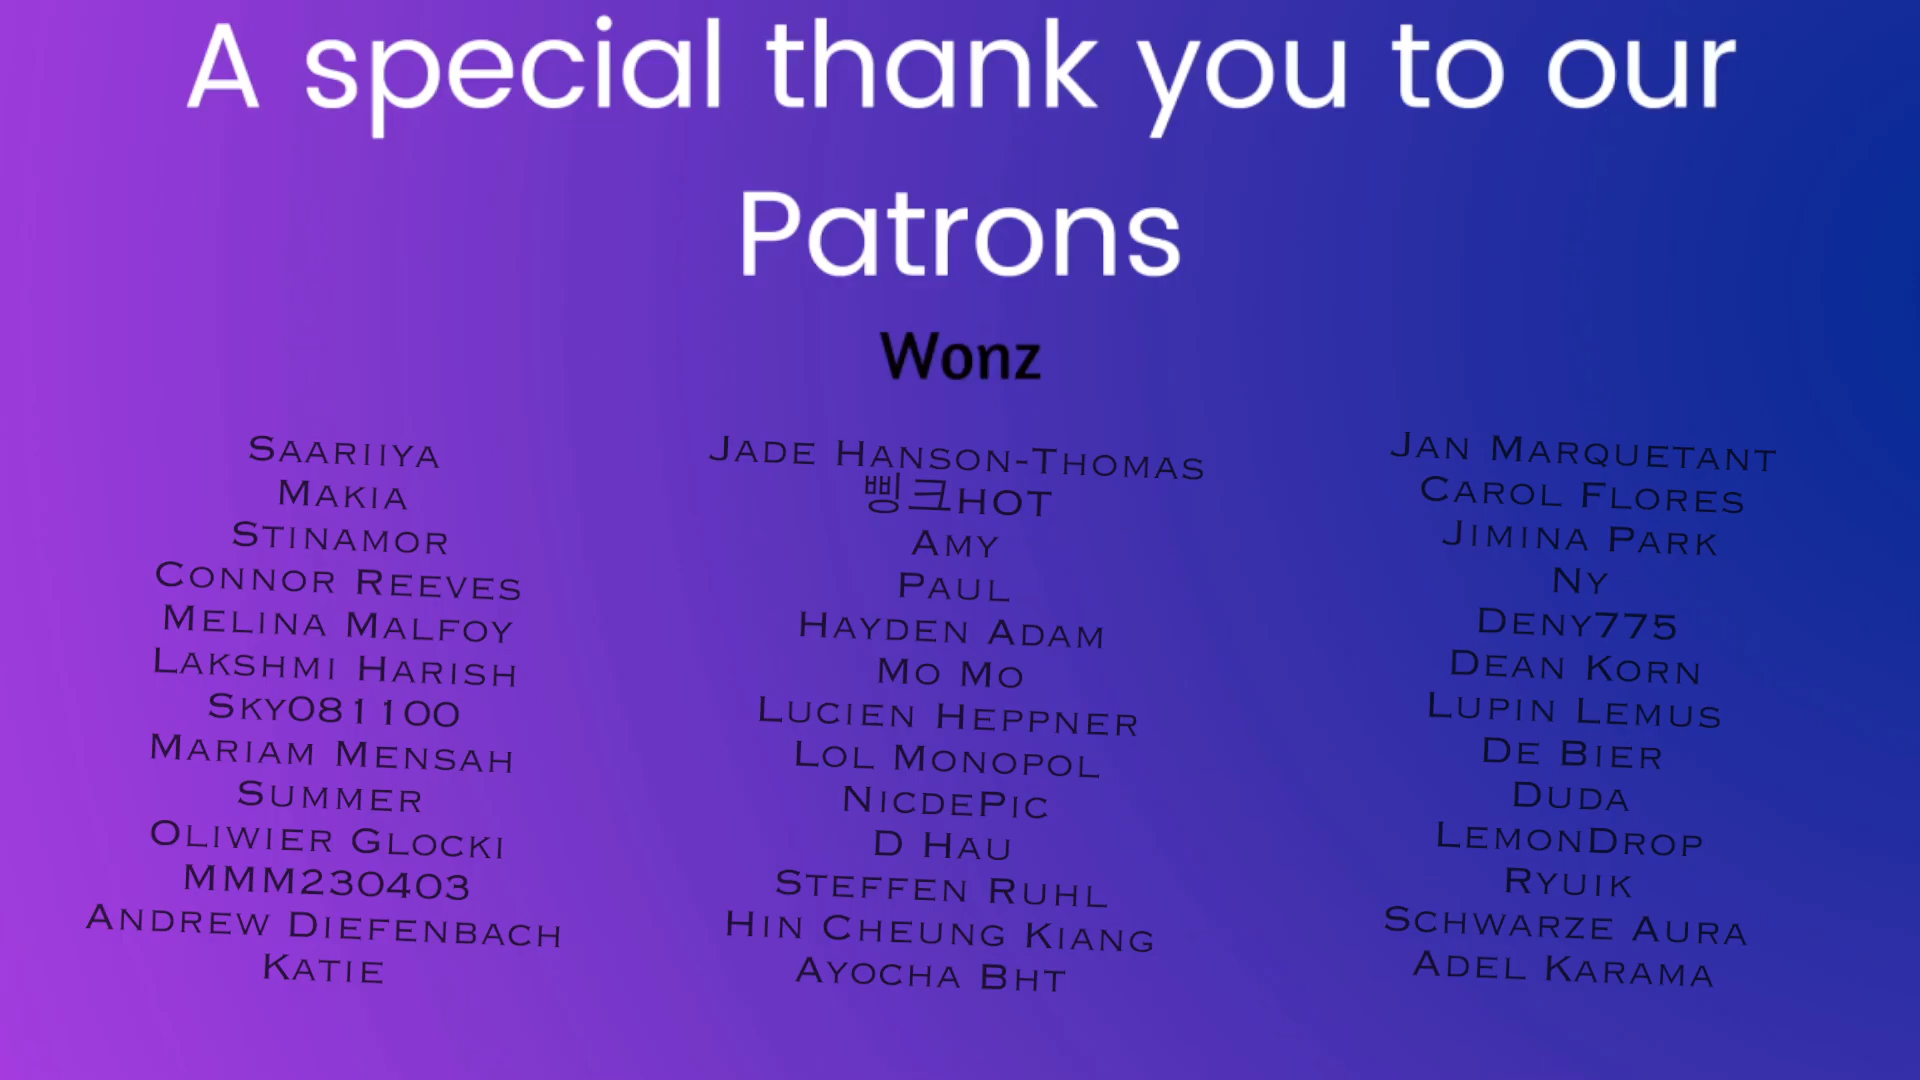 A special thank you to our
Patrons
Wonz
Saariiya
Makia
Stinamor
Connor Reeves
Melina Malfoy
Lakshmi Harish
Sky081100
Mariam Mensah
Summer
Oliwier Glocki
MMM230403
Andrew Diefenbach
Katie
Jade Hanson-Thomas
삥크HOT
Amy
Paul
Hayden Adam
Mo Mo
Lucien Heppner
Lol Monopol
NicdePic
D Hau
Steffen Ruhl
Hin Cheung Kiang
Ayocha Bht
Jan Marquetant
Carol Flores
Jimina Park
Ny
Deny775
Dean Korn
Lupin Lemus
De Bier
Duda
LemonDrop
Ryuik
Schwarze Aura
Adel Karama